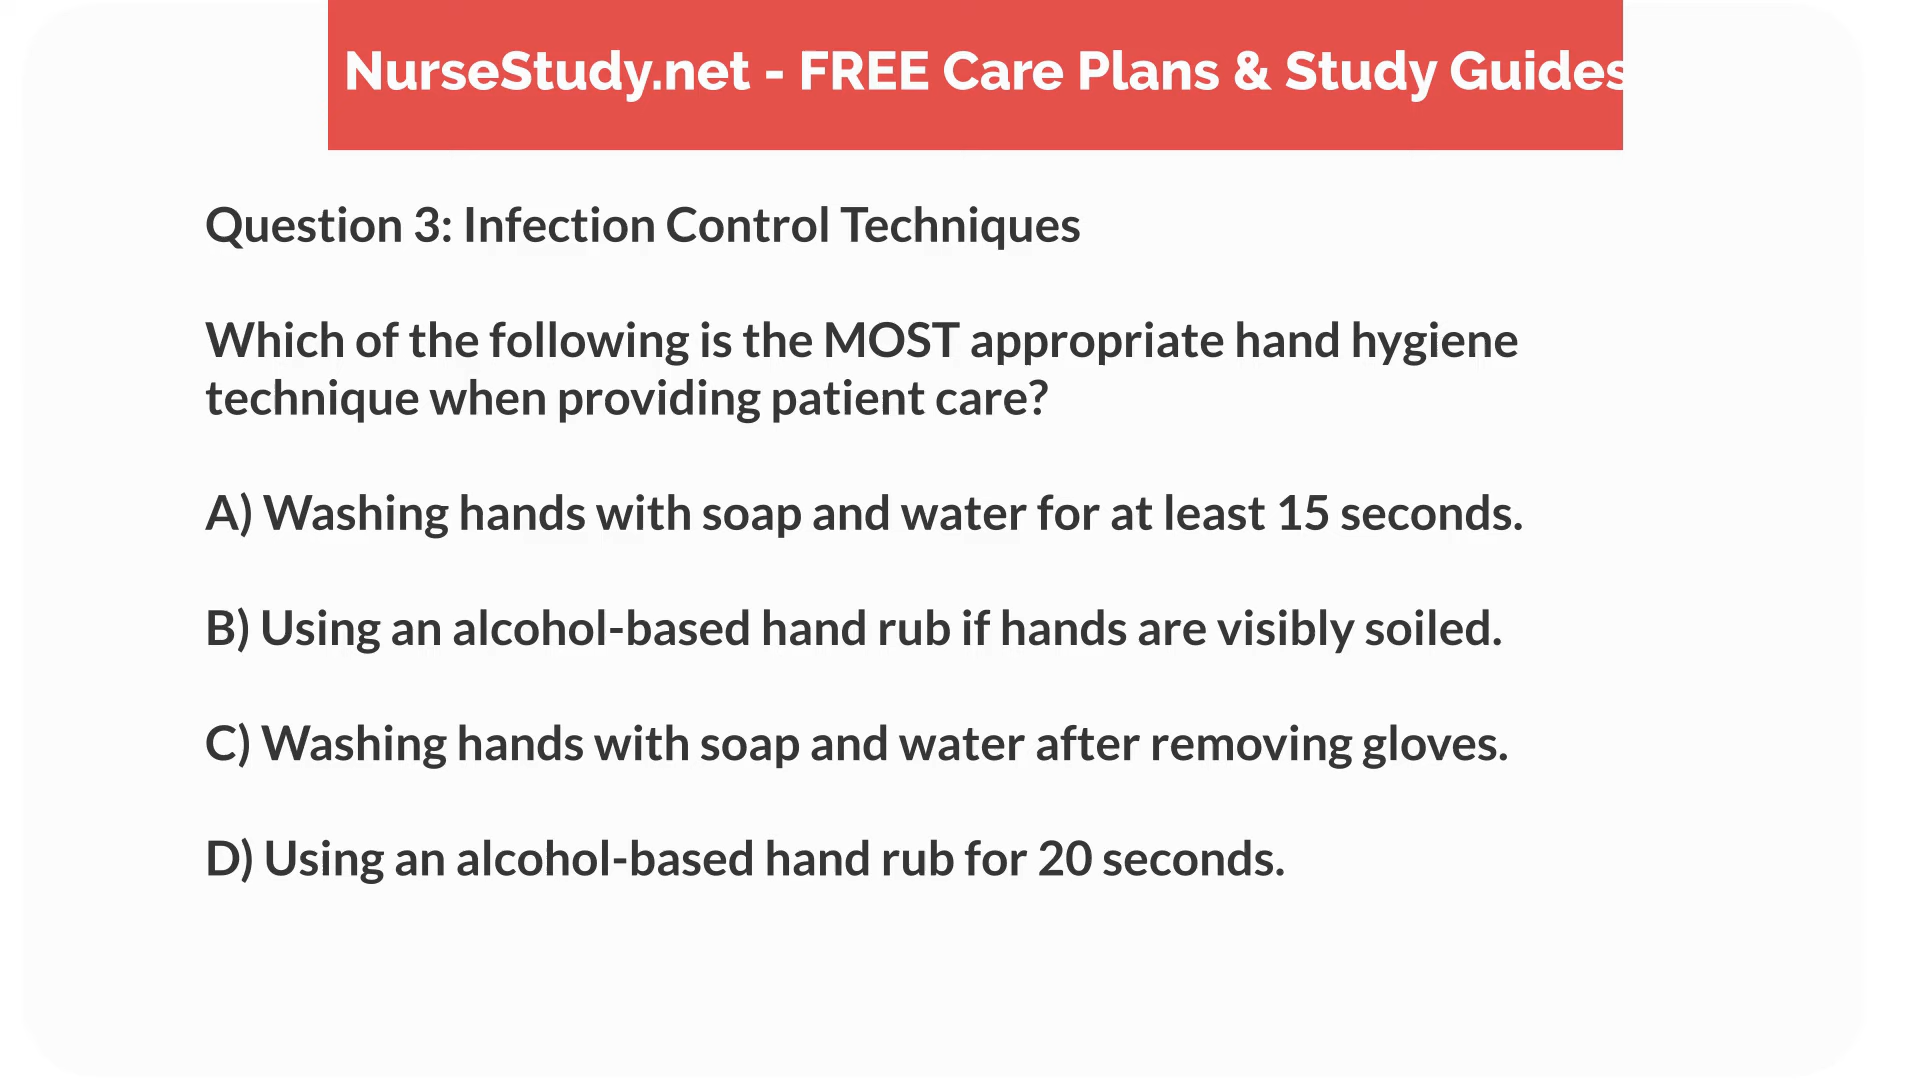 NurseStudy.net - FREE Care Plans & Study Guides
Question 3: Infection Control Techniques
Which of the following is the MOST appropriate hand hygiene
technique when providing patient care?
A) Washing hands with soap and water for at least 15 seconds.
B) Using an alcohol-based hand rub if hands are visibly soiled.
C) Washing hands with soap and water after removing gloves.
D) Using an alcohol-based hand rub for 20 seconds.